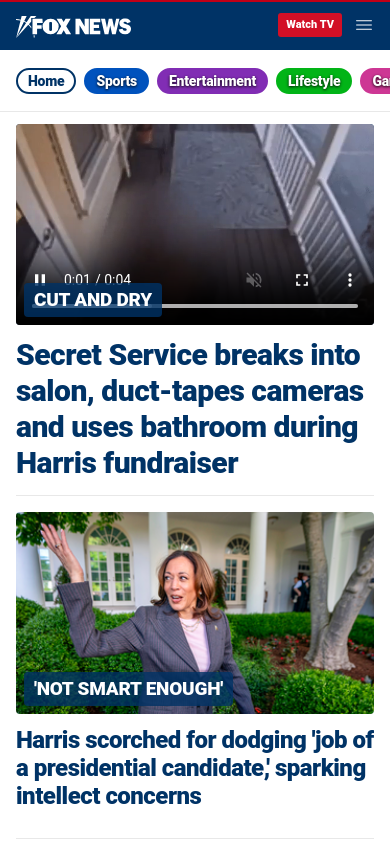 FOX NEWS
Watch TV
Home
Sports
Entertainment
Lifestyle
0:01 / 0:04
CUT AND DRY
Secret Service breaks into
salon, duct-tapes cameras
and uses bathroom during
Harris fundraiser
'NOT SMART ENOUGH'
Harris scorched for dodging 'job of
a presidential candidate,' sparking
intellect concerns